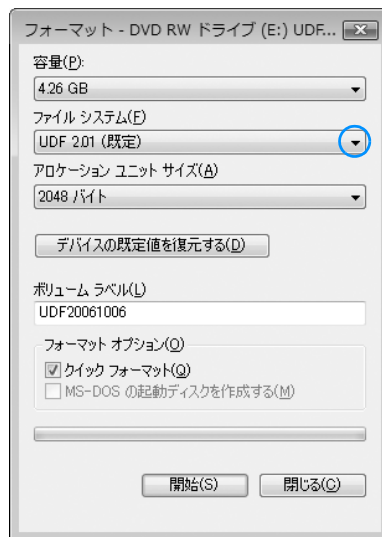 フォーマット - DVD RW ドライブ (E:) UDF...
容量(P):
4.26 GB
ファイル システム(F)
UDF 2.01 (既定)
アロケーション ユニット サイズ(A)
2048 バイト
デバイスの既定値を復元する(D)
ボリューム ラベル(L)
UDF20061006
フォーマット オプション(O)
クイック フォーマット(Q)
MS-DOS の起動ディスクを作成する(M)
開始(S)
閉じる(C)